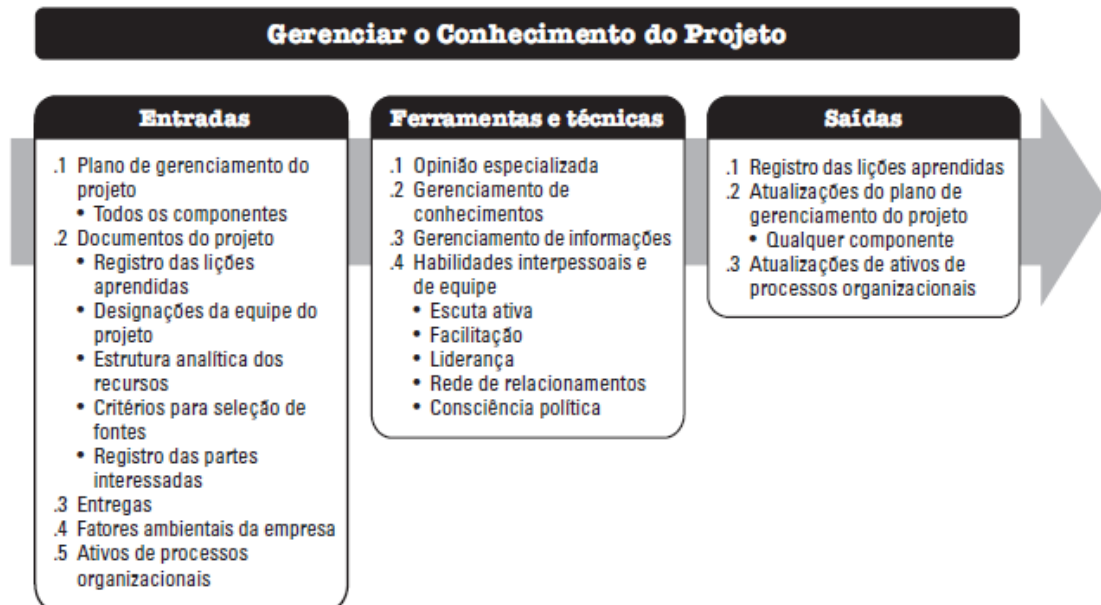 Gerenciar o Conhecimento do Projeto
Entradas
.1 Plano de gerenciamento do
projeto
• Todos os componentes
.2 Documentos do projeto
• Registro das lições
aprendidas
• Designações da equipe do
projeto
• Estrutura analítica dos
recursos
• Critérios para seleção de
fontes
• Registro das partes
interessadas
.3 Entregas
.4 Fatores ambientais da empresa
.5 Ativos de processos
organizacionais
Ferramentas e técnicas
.1 Opinião especializada
.2 Gerenciamento de
conhecimentos
.3 Gerenciamento de informações
.4 Habilidades interpessoais e
de equipe
• Escuta ativa
• Facilitação
• Liderança
• Rede de relacionamentos
• Consciência política
Saídas
.1 Registro das lições aprendidas
.2 Atualizações do plano de
gerenciamento do projeto
• Qualquer componente
.3 Atualizações de ativos de
processos organizacionais